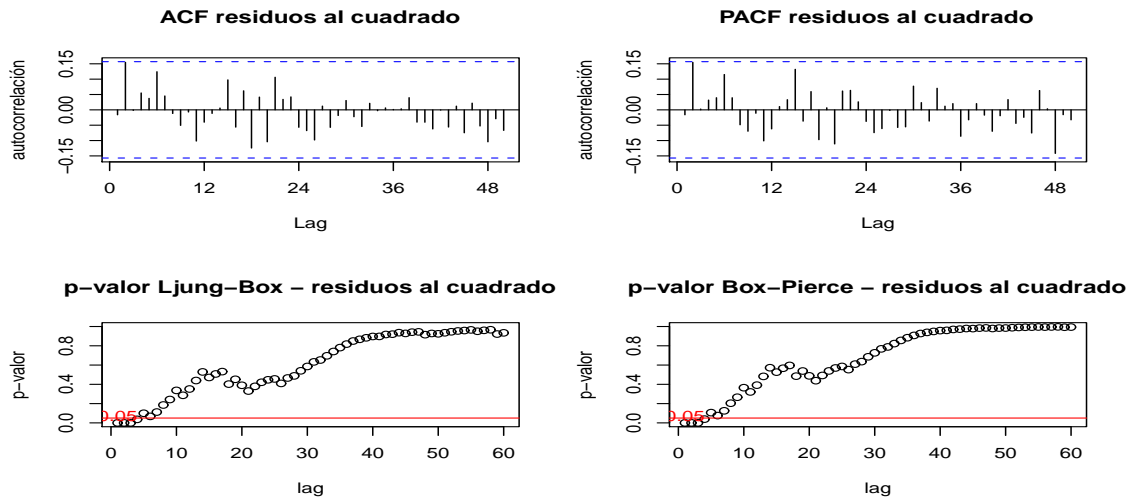 ACF residuos al cuadrado
autocorrelación
0.15
0.00
−0.15
0 12 24 36 48
Lag
PACF residuos al cuadrado
autocorrelación
0.15
0.00
−0.15
0 12 24 36 48
Lag
p−valor Ljung−Box − residuos al cuadrado
p−valor
0.8
0.4
0.0
0.05
0 10 20 30 40 50 60
lag
p−valor Box−Pierce − residuos al cuadrado
p−valor
0.8
0.4
0.0
0.05
0 10 20 30 40 50 60
lag